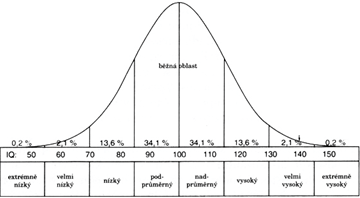 běžná oblast
0,2 % 2,1 % 13,6 % 34,1 % 34,1 % 13,6 % 2,1 % 0,2 %
IQ: 50 60 70 80 90 100 110 120 130 140 150
extrémně nízký velmi nízký nízký pod-průměrný nad-průměrný vysoký velmi vysoký extrémně vysoký